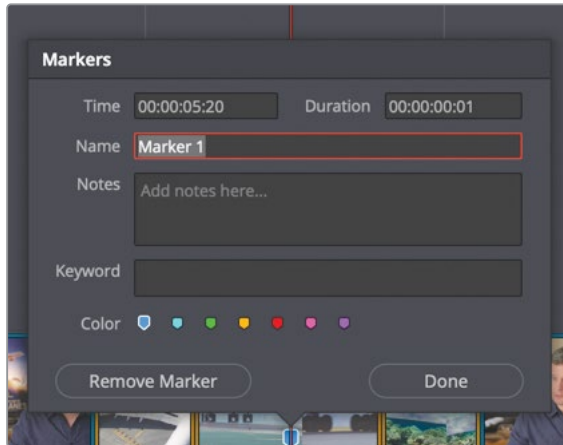 Markers
Time 00:00:05:20 Duration 00:00:00:01
Name Marker 1
Notes Add notes here...
Keyword
Color
Remove Marker Done